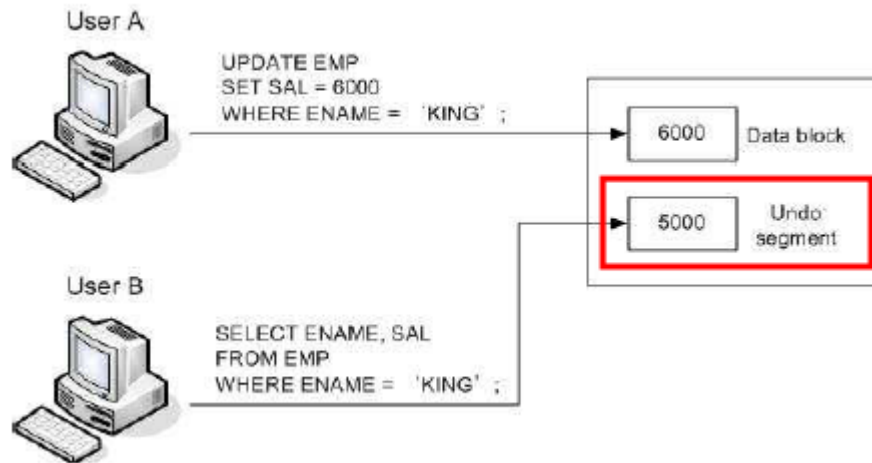 User A
UPDATE EMP
SET SAL = 6000
WHERE ENAME = 'KING' ;
6000
Data block
5000
Undo
segment
User B
SELECT ENAME, SAL
FROM EMP
WHERE ENAME = 'KING' ;